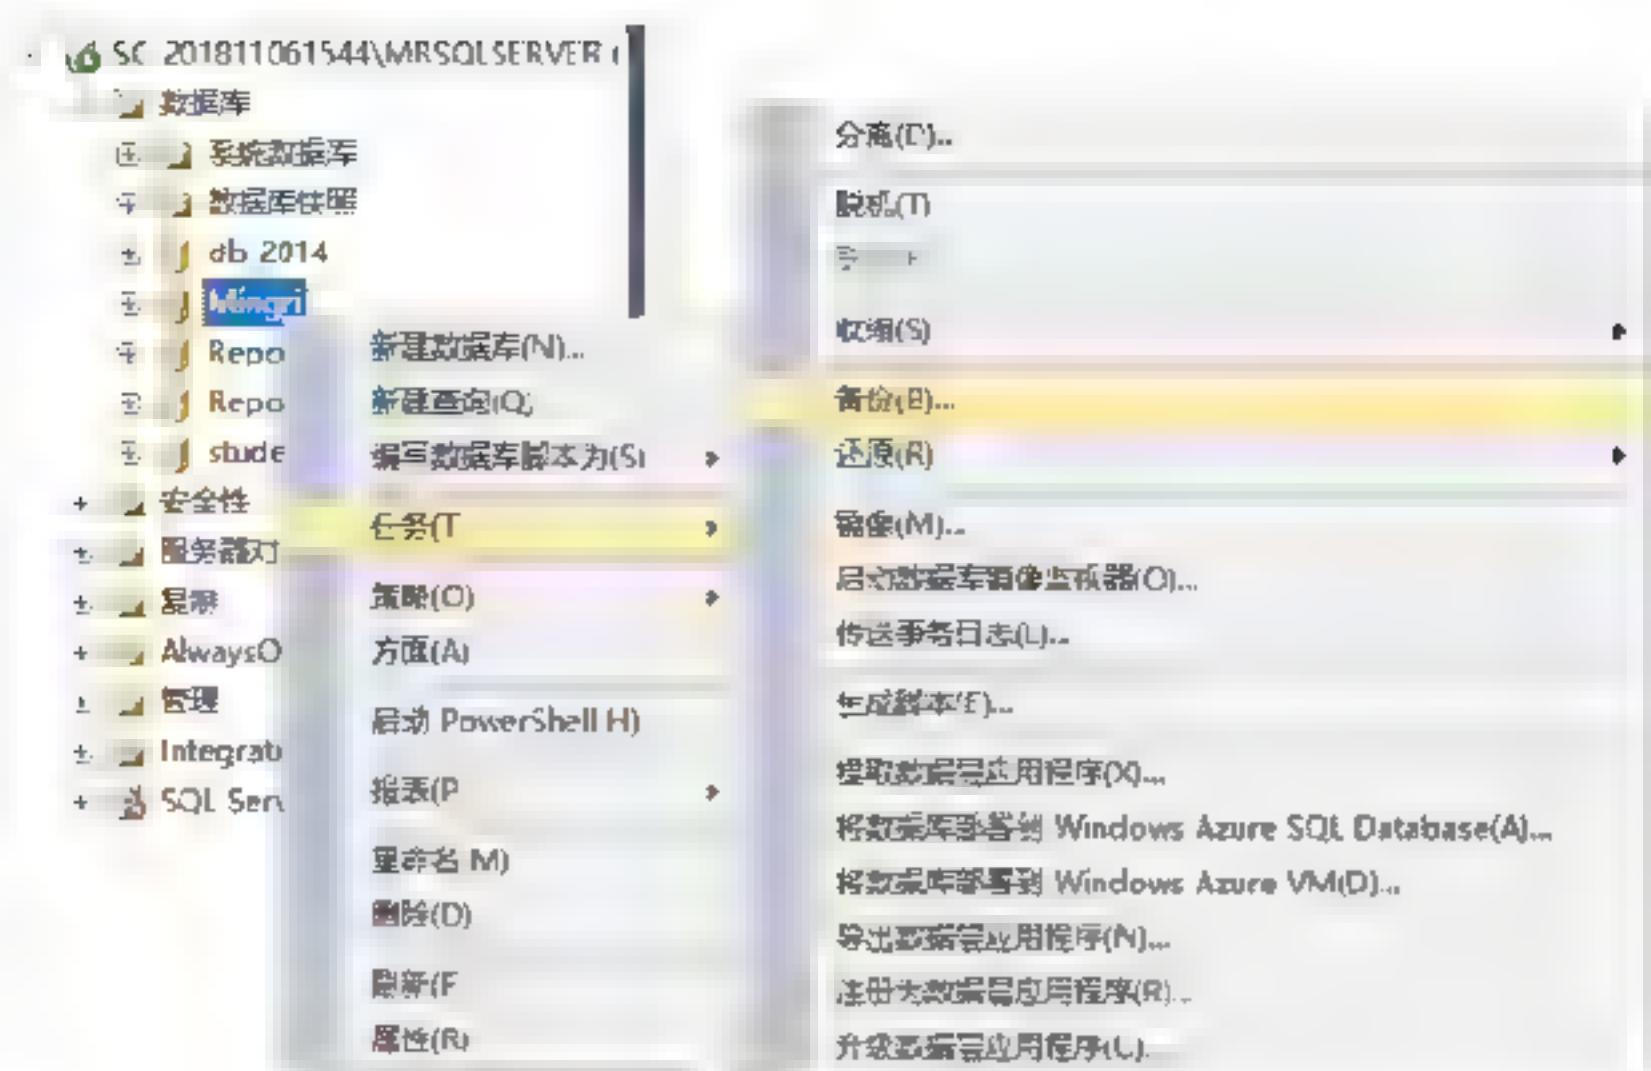 SC 201811061544\MRSQLSERVER (
数据库
系统数据库
数据库快照
db 2014
Mingri
Repo
Repo
stude
安全性
服务器对
复制
AlwaysO
管理
Integrati
SQL Serv
新建数据库(N)...
新建查询(Q)
编写数据库脚本为(S)
任务(T
策略(O)
方面(A)
启动 PowerShell H)
报表(P
重命名 M)
删除(D)
刷新(F
属性(R)
分离(D)...
脱机(T)
收缩(S)
备份(B)...
还原(R)
镜像(M)...
启动数据库镜像监视器(O)...
传送事务日志(L)...
生成脚本(E)...
提取数据层应用程序(X)...
将数据库部署到 Windows Azure SQL Database(A)...
将数据库部署到 Windows Azure VM(D)...
导出数据层应用程序(N)...
注册为数据层应用程序(R)...
升级数据层应用程序(U).